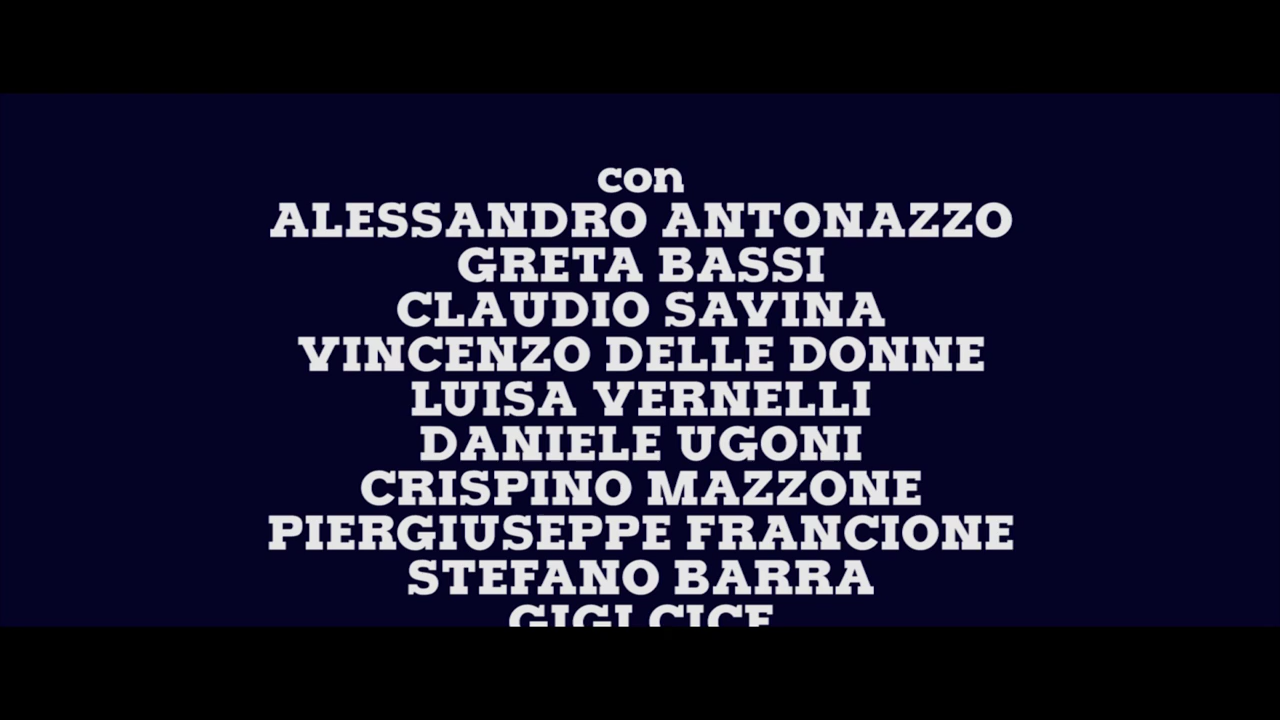 con
ALESSANDRO ANTONAZZO
GRETA BASSI
CLAUDIO SAVINA
VINCENZO DELLE DONNE
LUISA VERNELLI
DANIELE UGONI
CRISPINO MAZZONE
PIERGIUSEPPE FRANCIONE
STEFANO BARRA
GIGI